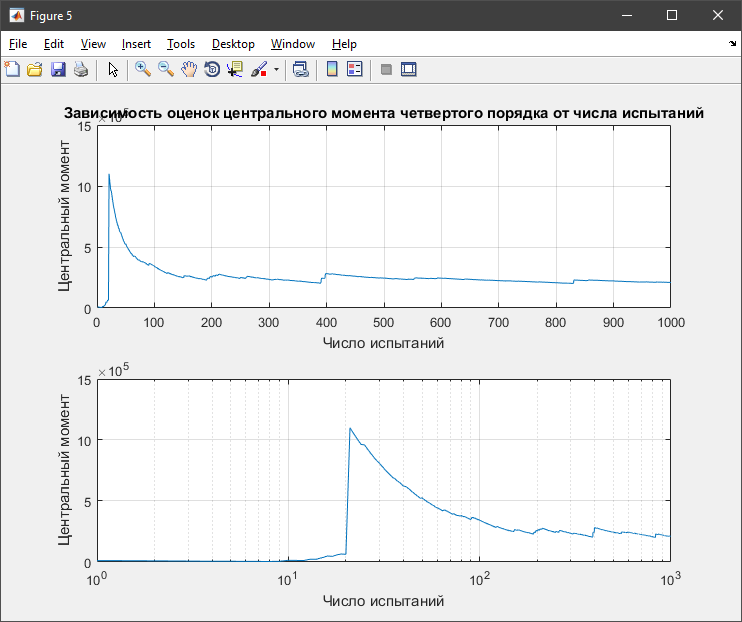 Figure 5
File Edit View Insert Tools Desktop Window Help
Зависимость оценок центрального момента четвертого порядка от числа испытаний
×10^5
15
10
5
0
Центральный момент
0 100 200 300 400 500 600 700 800 900 1000
Число испытаний
×10^5
15
10
5
0
Центральный момент
10^0 10^1 10^2 10^3
Число испытаний